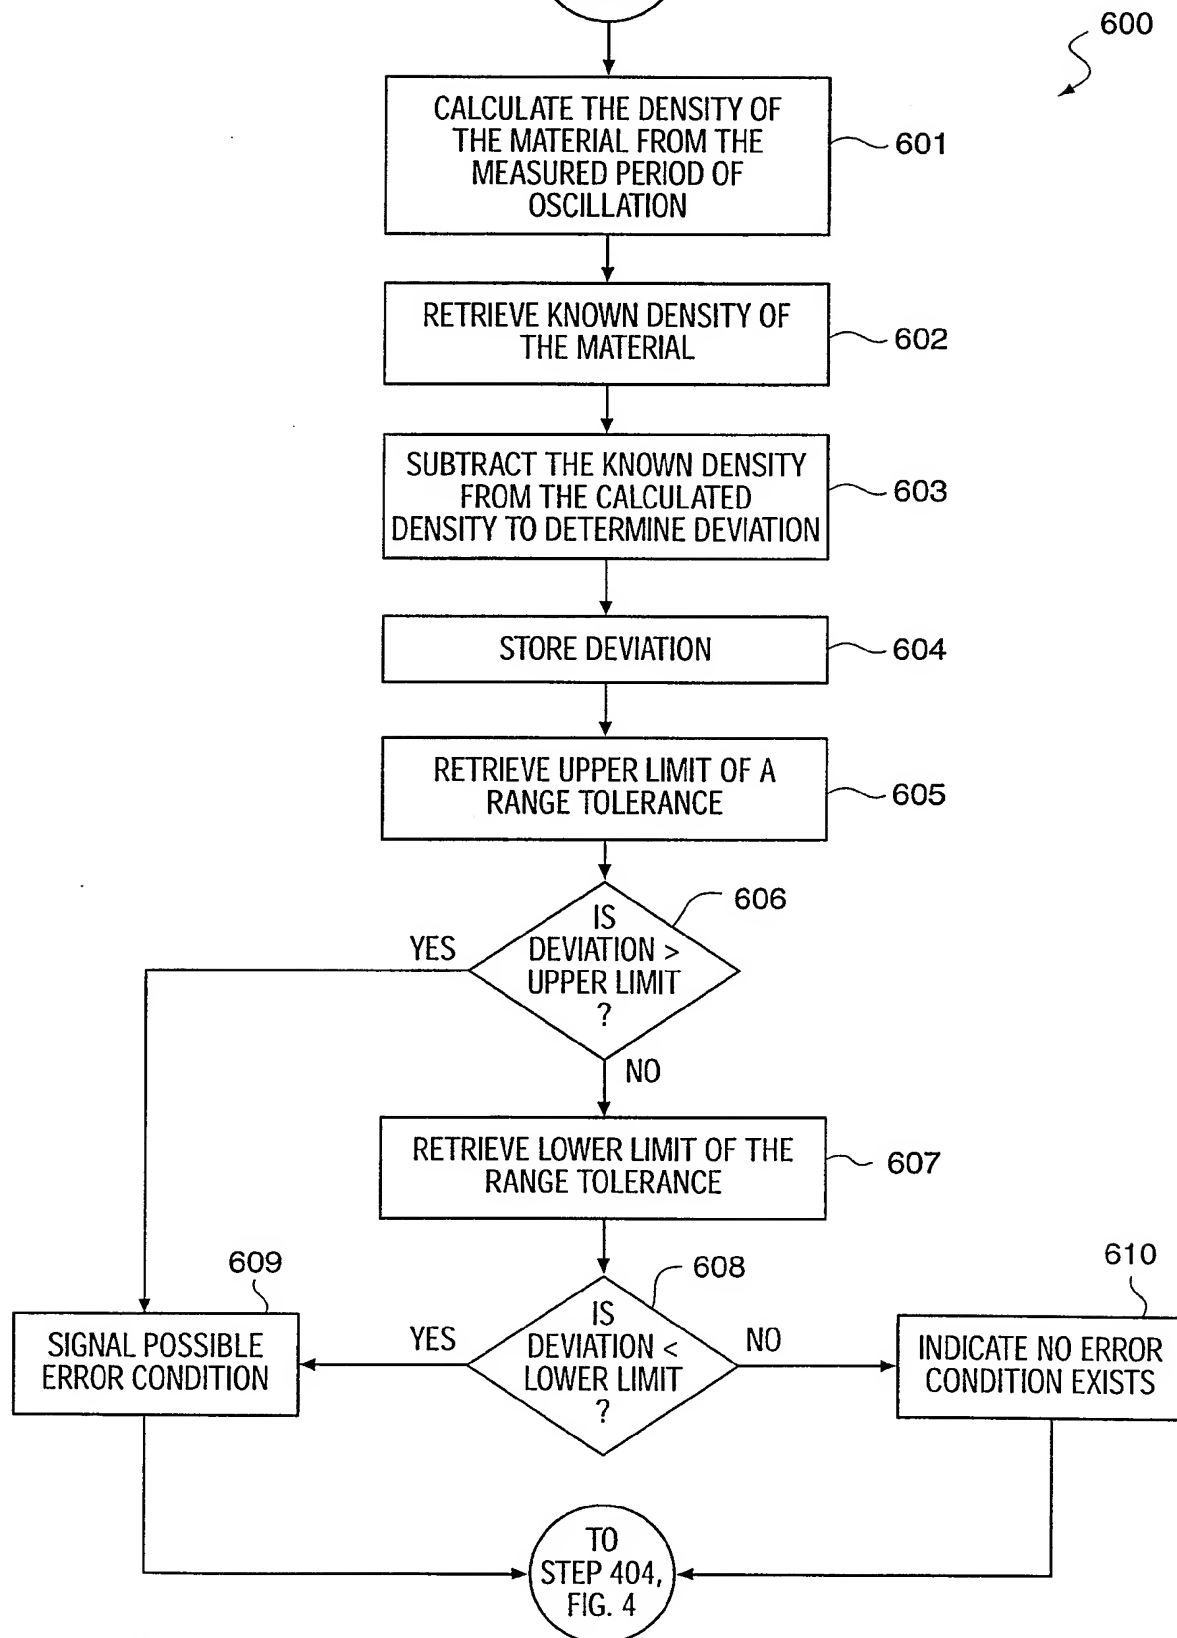 600
CALCULATE THE DENSITY OF
THE MATERIAL FROM THE
MEASURED PERIOD OF
OSCILLATION
601
RETRIEVE KNOWN DENSITY OF
THE MATERIAL
602
SUBTRACT THE KNOWN DENSITY
FROM THE CALCULATED
DENSITY TO DETERMINE DEVIATION
603
STORE DEVIATION
604
RETRIEVE UPPER LIMIT OF A
RANGE TOLERANCE
605
606
IS
DEVIATION >
UPPER LIMIT
?
YES
NO
RETRIEVE LOWER LIMIT OF THE
RANGE TOLERANCE
607
609
SIGNAL POSSIBLE
ERROR CONDITION
608
IS
DEVIATION <
LOWER LIMIT
?
YES
NO
610
INDICATE NO ERROR
CONDITION EXISTS
TO
STEP 404,
FIG. 4